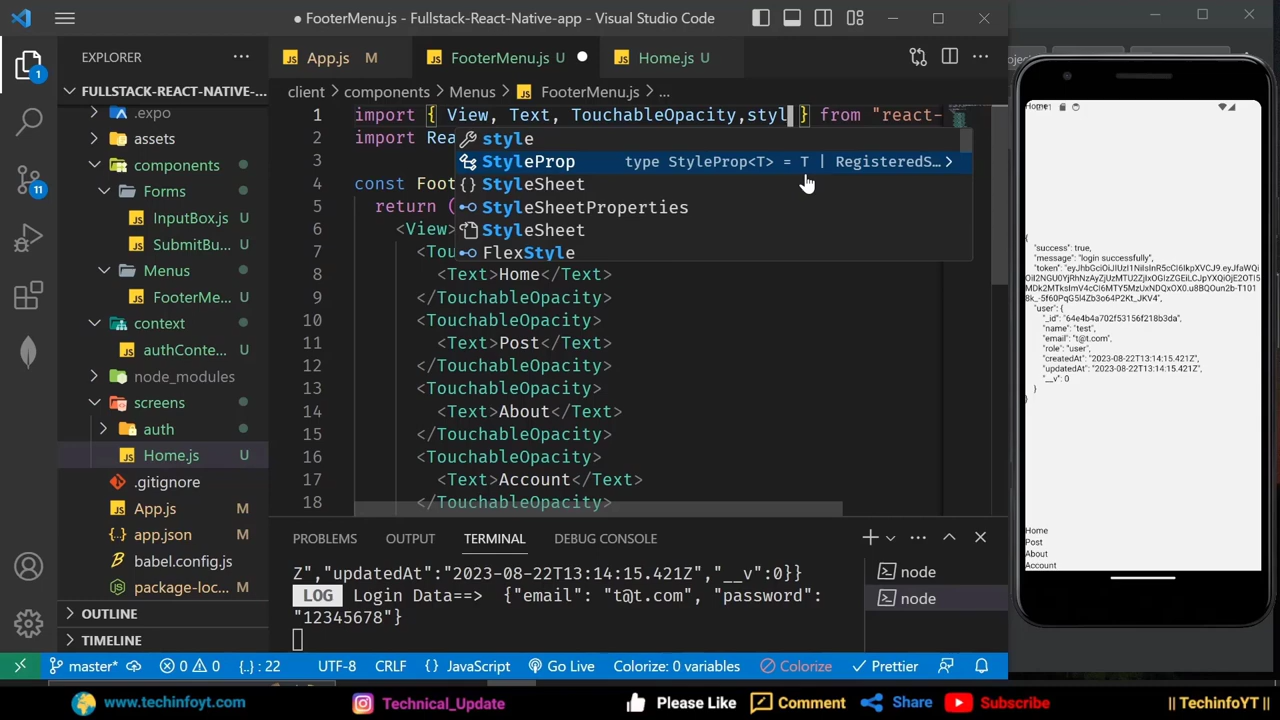 ● FooterMenu.js - Fullstack-React-Native-app - Visual Studio Code
EXPLORER
App.js M
FooterMenu.js U
Home.js U
FULLSTACK-REACT-NATIVE-...
client
components
Menus
FooterMenu.js
...
.expo
assets
components
Forms
InputBox.js U
SubmitBu... U
Menus
FooterMe... U
context
authConte... U
node_modules
screens
auth
Home.js U
.gitignore
App.js M
app.json M
babel.config.js
package-loc... M
OUTLINE
TIMELINE
1
11
1 import { View, Text, TouchableOpacity,styl } from "react-
2 import Rea
3
4 const Foot
5 return (
6 <View>
7 <Tou
8 <Text>Home</Text>
9 </TouchableOpacity>
10 <TouchableOpacity>
11 <Text>Post</Text>
12 </TouchableOpacity>
13 <TouchableOpacity>
14 <Text>About</Text>
15 </TouchableOpacity>
16 <TouchableOpacity>
17 <Text>Account</Text>
18 </TouchableOpacity>
style
StyleProp type StyleProp<T> = T | RegisteredS...
StyleSheet
StyleSheetProperties
StyleSheet
FlexStyle
PROBLEMS OUTPUT TERMINAL DEBUG CONSOLE
Z","updatedAt":"2023-08-22T13:14:15.421Z","__v":0}}
LOG Login Data==> {"email": "t@t.com", "password":
"12345678"}
node
node
master*
0 0
{..} : 22
UTF-8
CRLF
{} JavaScript
Go Live
Colorize: 0 variables
Colorize
Prettier
Home
{
"success": true,
"message": "login successfully",
"user": {
"_id": "64e4b4a702f53156f218b3da",
"name": "test",
"email": "t@t.com",
"role": "user",
"createdAt": "2023-08-22T13:14:15.421Z",
"updatedAt": "2023-08-22T13:14:15.421Z",
"__v": 0
}
}
Home
Post
About
Account
www.techinfoyt.com
Technical_Update
Please Like
Comment
Share
Subscribe
|| TechinfoYT ||